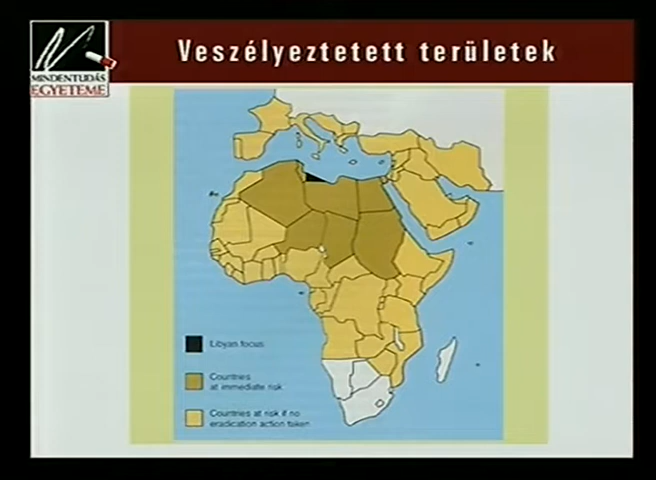 Veszélyeztetett területek
MINDENTUDÁS
EGYETEME
Libyan focus
Countries
at immediate risk
Countries at risk if no
eradication action taken